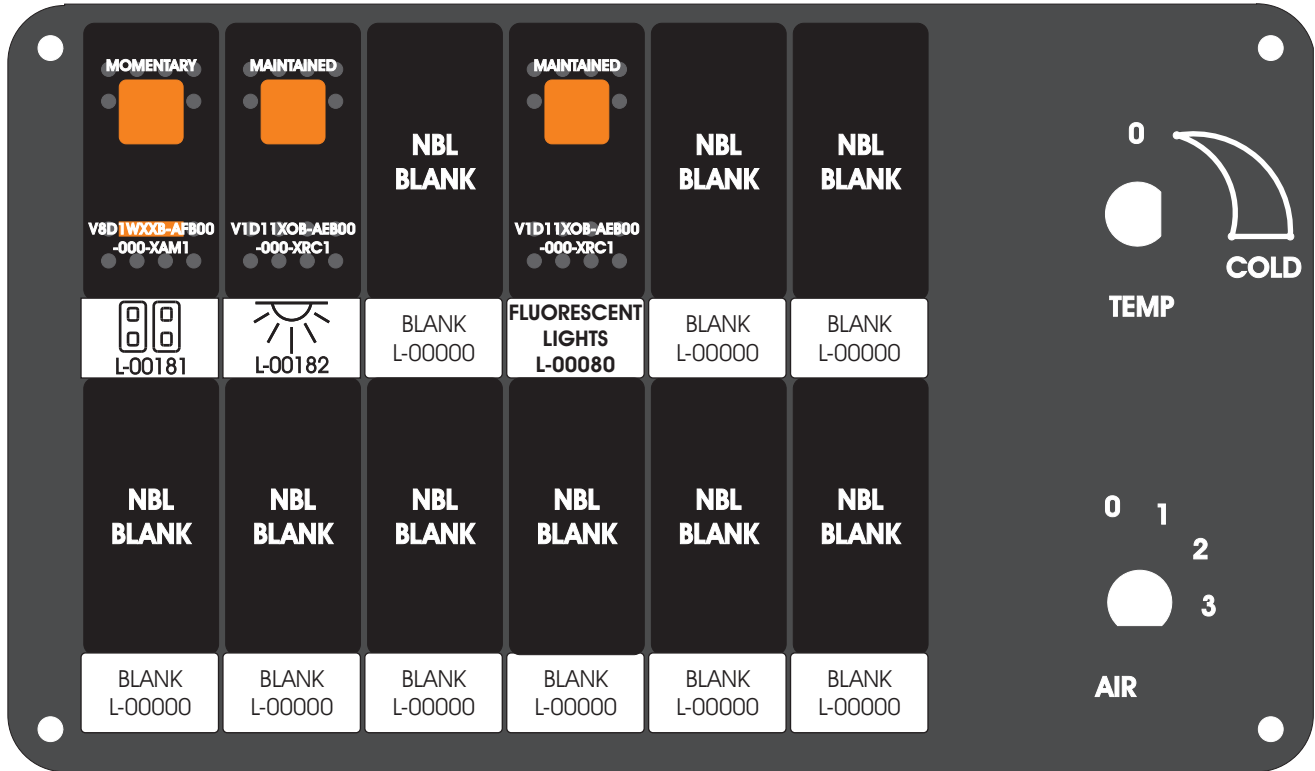 MOMENTARY
MAINTAINED
MAINTAINED
NBL
BLANK
NBL
BLANK
NBL
BLANK
V8D1WXXB-AFB00
-000-XAM1
V1D11XOB-AEB00
-000-XRC1
V1D11XOB-AEB00
-000-XRC1
L-00181
L-00182
BLANK
L-00000
FLUORESCENT
LIGHTS
L-00080
BLANK
L-00000
BLANK
L-00000
0
COLD
TEMP
NBL
BLANK
NBL
BLANK
NBL
BLANK
NBL
BLANK
NBL
BLANK
NBL
BLANK
BLANK
L-00000
BLANK
L-00000
BLANK
L-00000
BLANK
L-00000
BLANK
L-00000
BLANK
L-00000
0
1
2
3
AIR